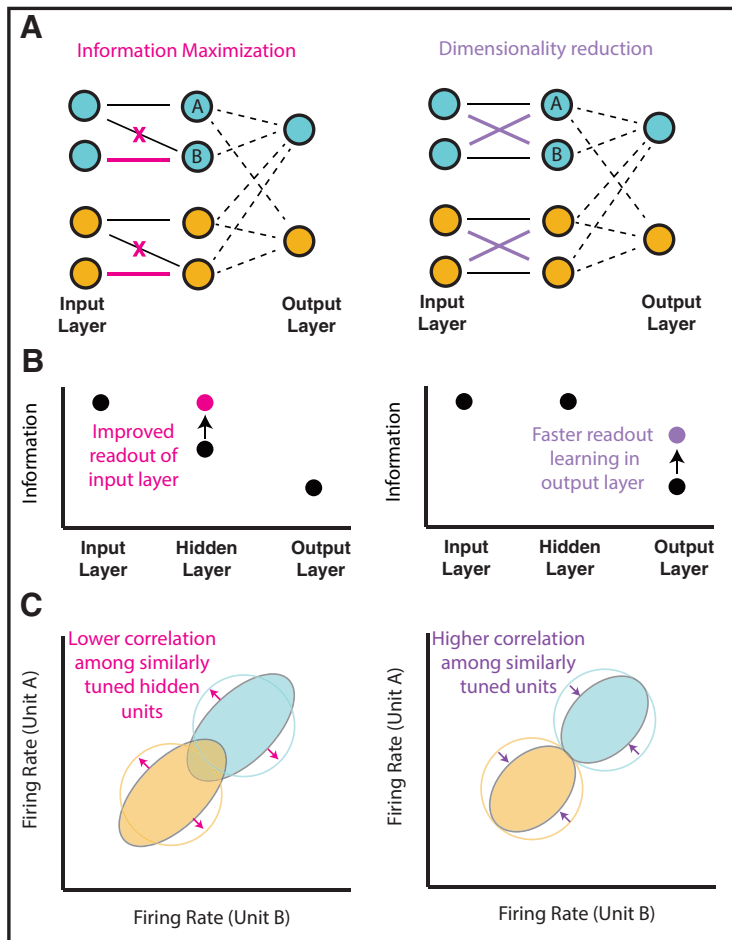 A
Information Maximization
Dimensionality reduction
A
X
B
X
Input
Layer
Output
Layer
A
B
Input
Layer
Output
Layer
B
Information
Improved
readout of
input layer
Input
Layer
Hidden
Layer
Output
Layer
Information
Faster readout
learning in
output layer
Input
Layer
Hidden
Layer
Output
Layer
C
Firing Rate (Unit A)
Lower correlation
among similarly
tuned hidden
units
Firing Rate (Unit B)
Firing Rate (Unit A)
Higher correlation
among similarly
tuned units
Firing Rate (Unit B)